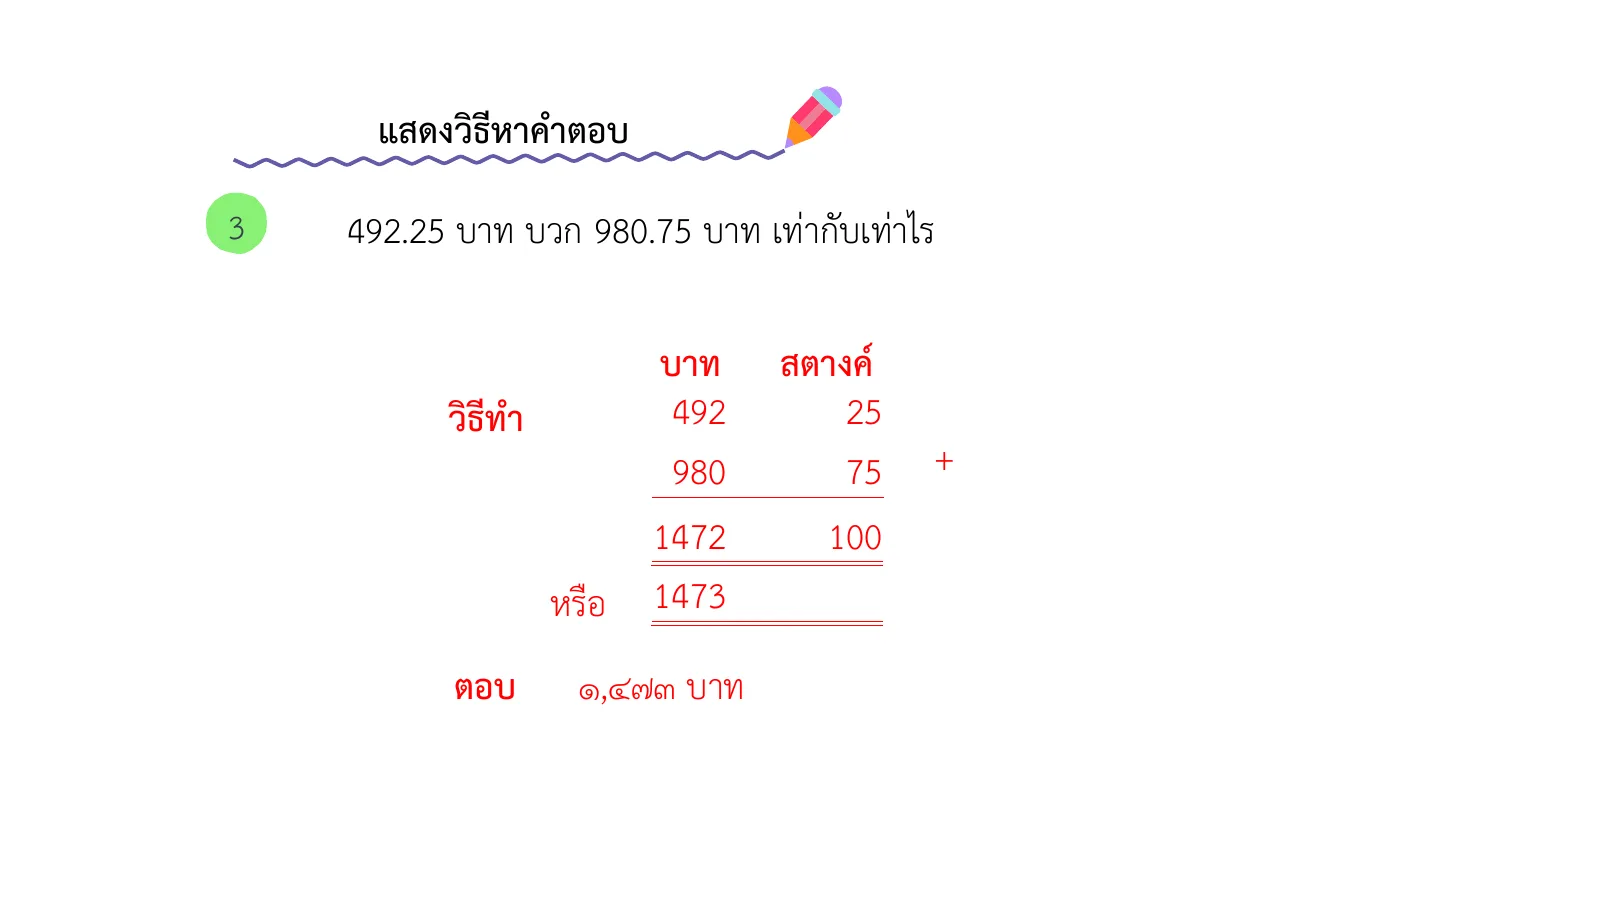 แสดงวิธีหาคำตอบ
3 492.25 บาท บวก 980.75 บาท เท่ากับเท่าไร
บาท สตางค์
วิธีทำ 492 25
+
980 75
1472 100
หรือ 1473
ตอบ ๑,๔๗๓ บาท